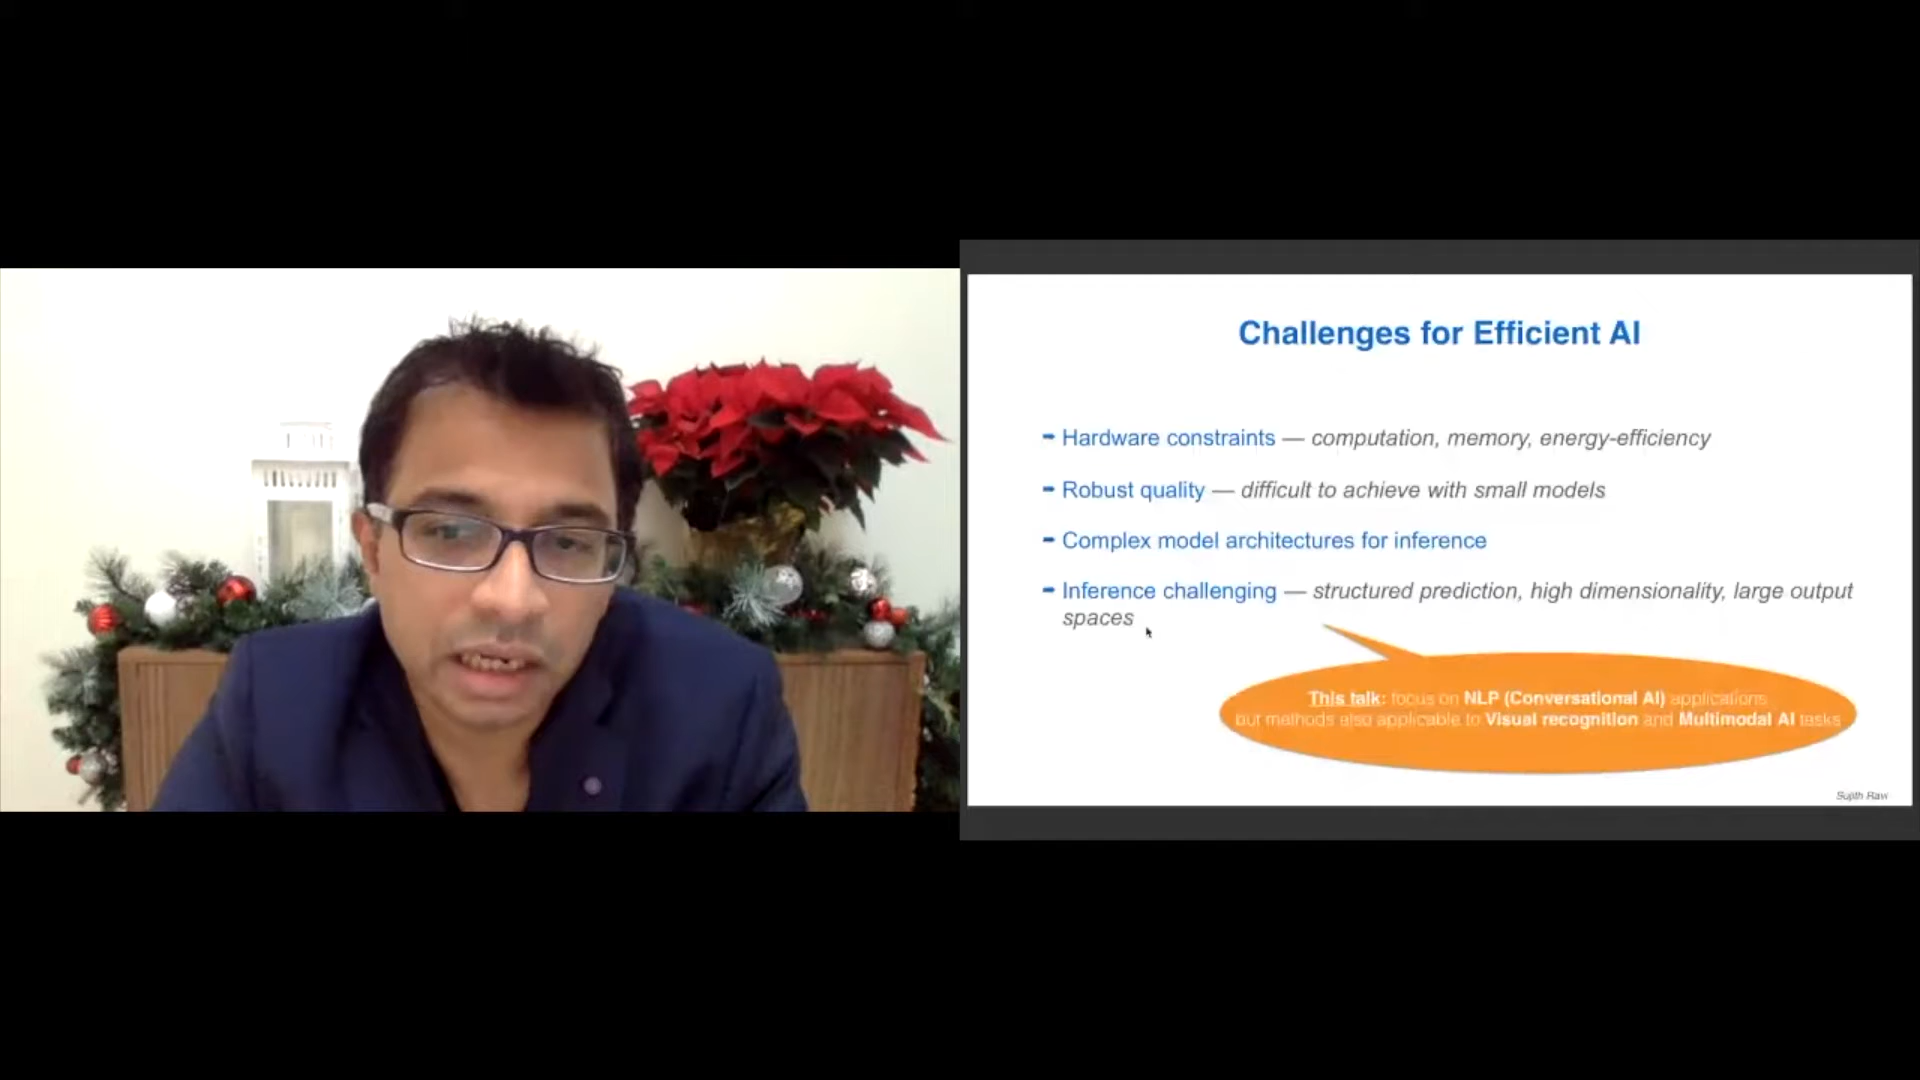 Challenges for Efficient AI
- Hardware constraints — computation, memory, energy-efficiency
- Robust quality — difficult to achieve with small models
- Complex model architectures for inference
- Inference challenging — structured prediction, high dimensionality, large output
spaces
This talk: focus on NLP (Conversational AI) applications
but methods also applicable to Visual recognition and Multimodal AI tasks
Sujith Ravi